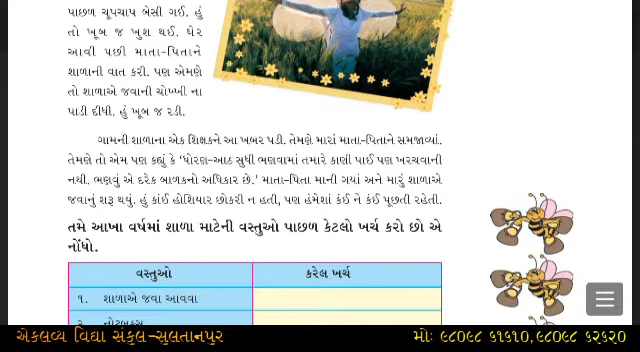 પાછળ ચૂપચાપ બેસી ગઈ. હું
તો ખૂબ જ ખુશ થઈ. ઘેર
આવી પછી માતા-પિતાને
શાળાની વાત કરી. પણ એમણે
તો શાળાએ જવાની ચોખ્ખી ના
પાડી દીધી. હું ખૂબ જ રડી.
ગામની શાળાના એક શિક્ષકને આ ખબર પડી. તેમણે મારાં માતા-પિતાને સમજાવ્યાં.
તેમણે તો એમ પણ કહ્યું કે ‘ધોરણ-આઠ સુધી ભણવામાં તમારે કાણી પાઈ પણ ખરચવાની
નથી. ભણવું એ દરેક બાળકનો અધિકાર છે.’ માતા-પિતા માની ગયાં અને મારું શાળાએ
જવાનું શરૂ થયું. હું કાંઈ હોશિયાર છોકરી ન હતી, પણ હંમેશાં કંઈ ને કંઈ પૂછતી રહેતી.
તમે આખા વર્ષમાં શાળા માટેની વસ્તુઓ પાછળ કેટલો ખર્ચ કરો છો એ
નોંધો.
વસ્તુઓ કરેલ ખર્ચ
૧. શાળાએ જવા આવવા
૨. નોટબુક્સ
એકલવ્ય વિદ્યા સંકુલ-સુલતાનપુર મોઃ ૯૮૦૯૮ ૬૧૬૧૦,૯૮૦૯૮ ૬૨૬૨૦